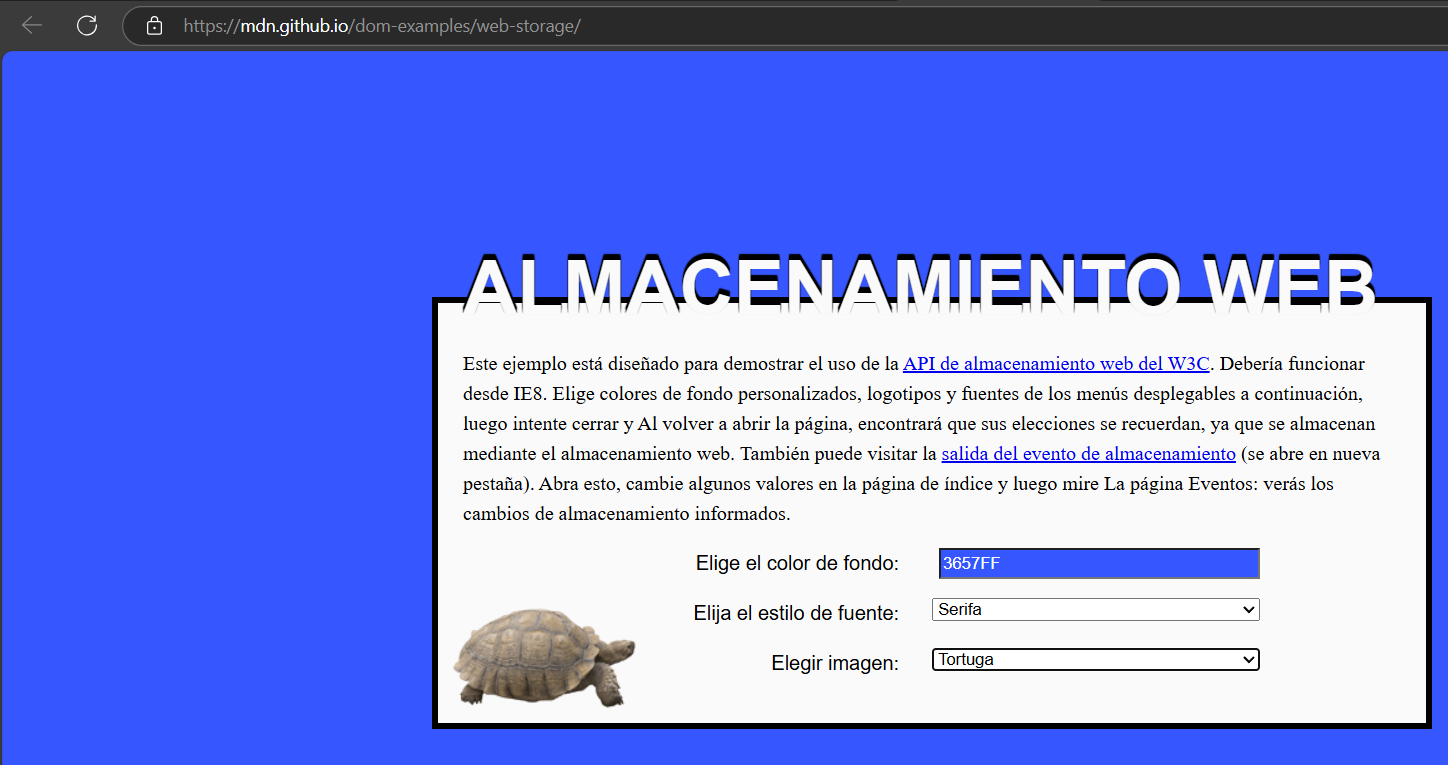 https://mdn.github.io/dom-examples/web-storage/
ALMACENAMIENTO WEB
Este ejemplo está diseñado para demostrar el uso de la API de almacenamiento web del W3C. Debería funcionar
desde IE8. Elige colores de fondo personalizados, logotipos y fuentes de los menús desplegables a continuación,
luego intente cerrar y Al volver a abrir la página, encontrará que sus elecciones se recuerdan, ya que se almacenan
mediante el almacenamiento web. También puede visitar la salida del evento de almacenamiento (se abre en nueva
pestaña). Abra esto, cambie algunos valores en la página de índice y luego mire La página Eventos: verás los
cambios de almacenamiento informados.
Elige el color de fondo: 3657FF
Elija el estilo de fuente: Serifa
Elegir imagen: Tortuga